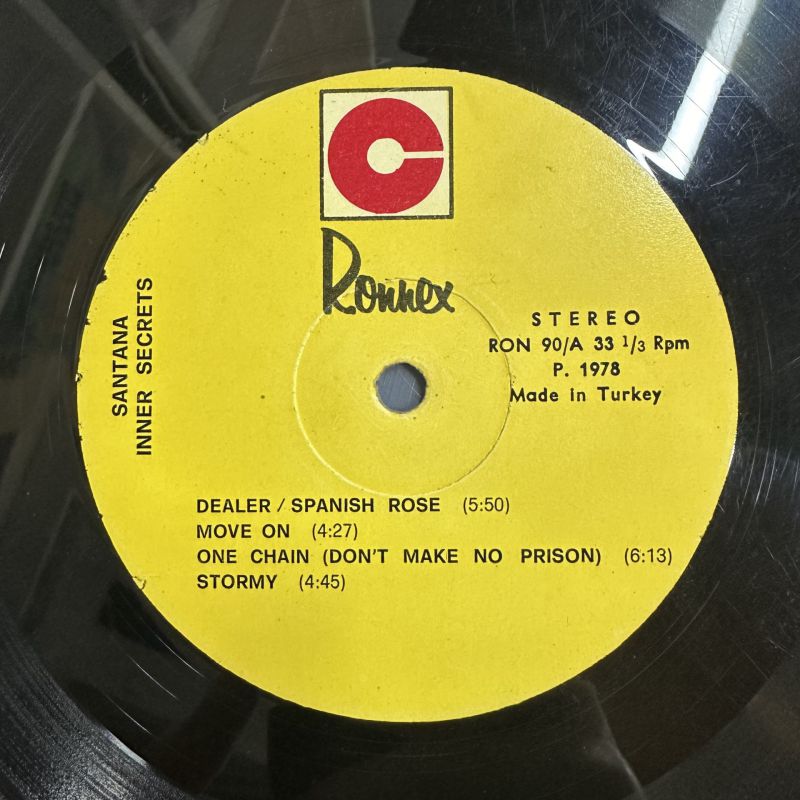 Ronnex
STEREO
RON 90/A 33 1/3 Rpm
P. 1978
Made in Turkey
SANTANA
INNER SECRETS
DEALER / SPANISH ROSE (5:50)
MOVE ON (4:27)
ONE CHAIN (DON'T MAKE NO PRISON) (6:13)
STORMY (4:45)